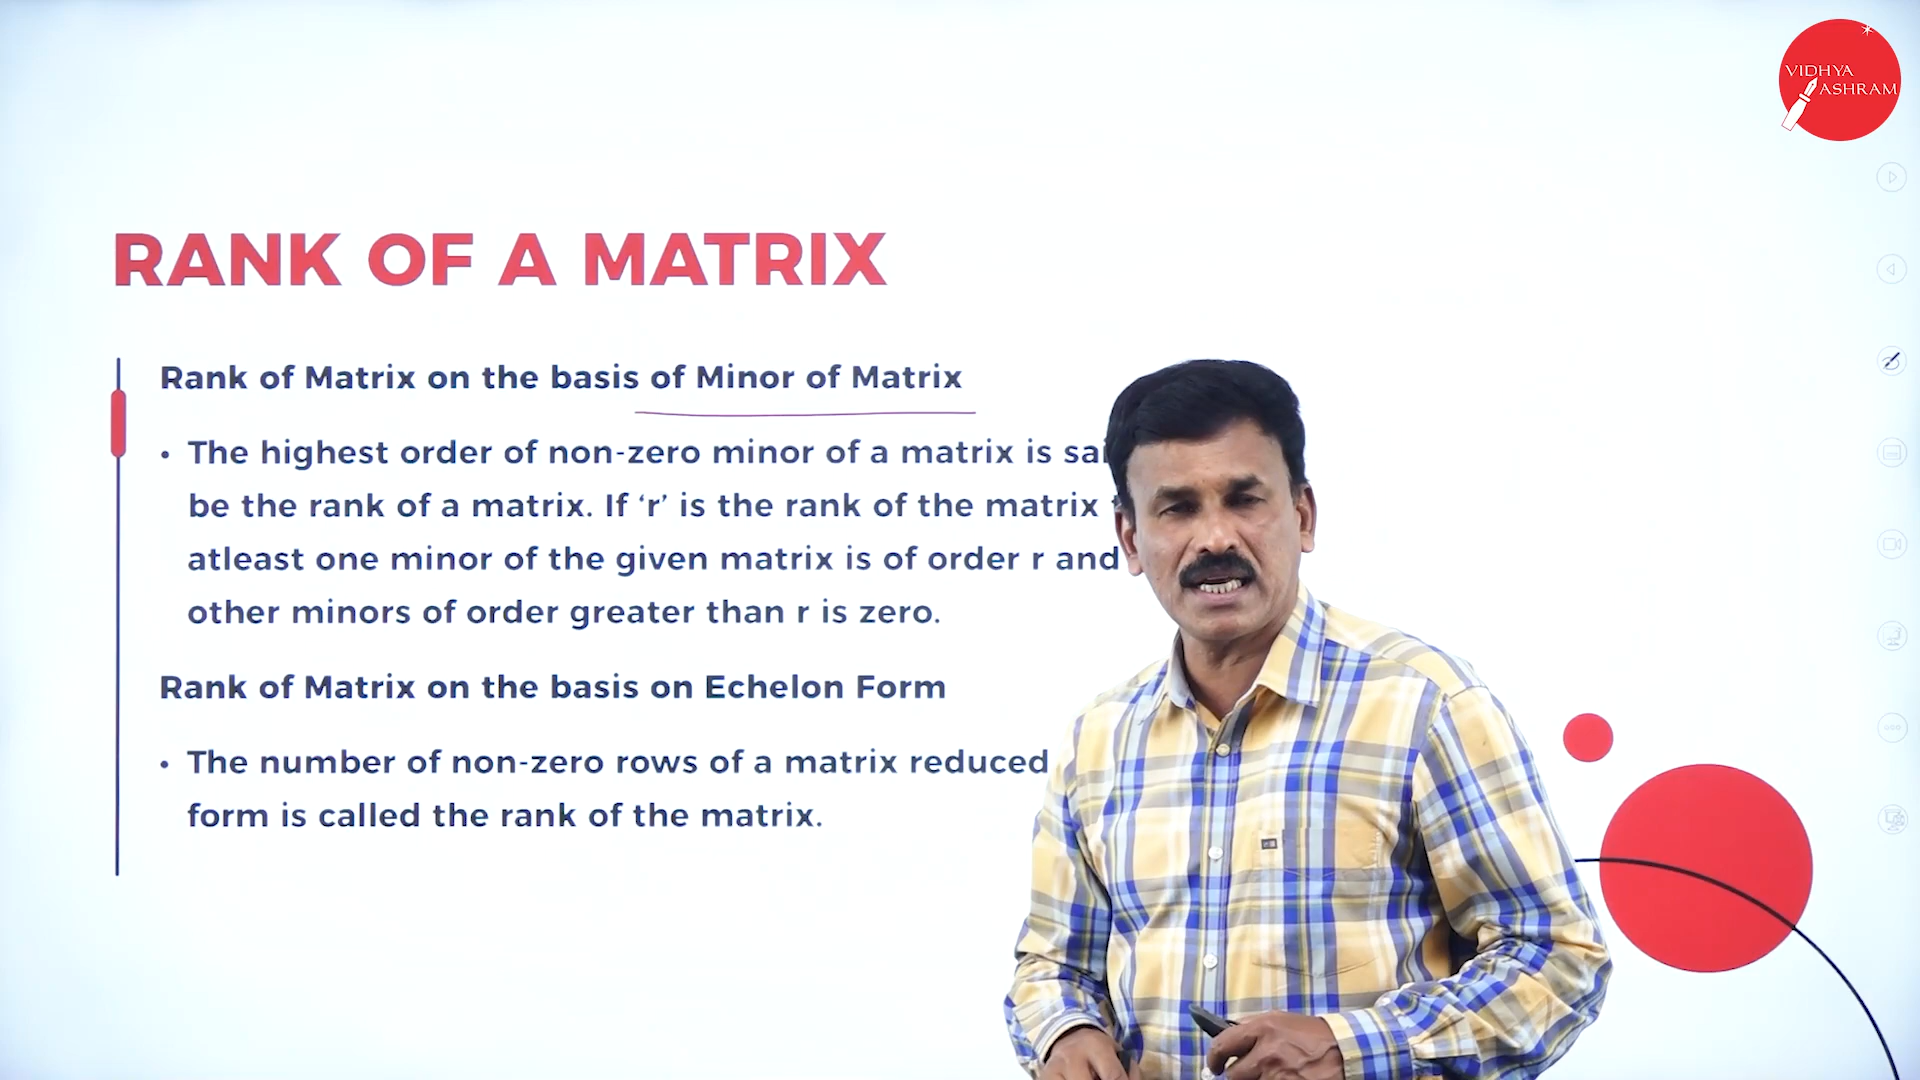 VIDHYA
ASHRAM
RANK OF A MATRIX
Rank of Matrix on the basis of Minor of Matrix
• The highest order of non-zero minor of a matrix is
be the rank of a matrix. If ‘r’ is the rank of the matrix
atleast one minor of the given matrix is of order r and
other minors of order greater than r is zero.
Rank of Matrix on the basis on Echelon Form
• The number of non-zero rows of a matrix reduced
form is called the rank of the matrix.